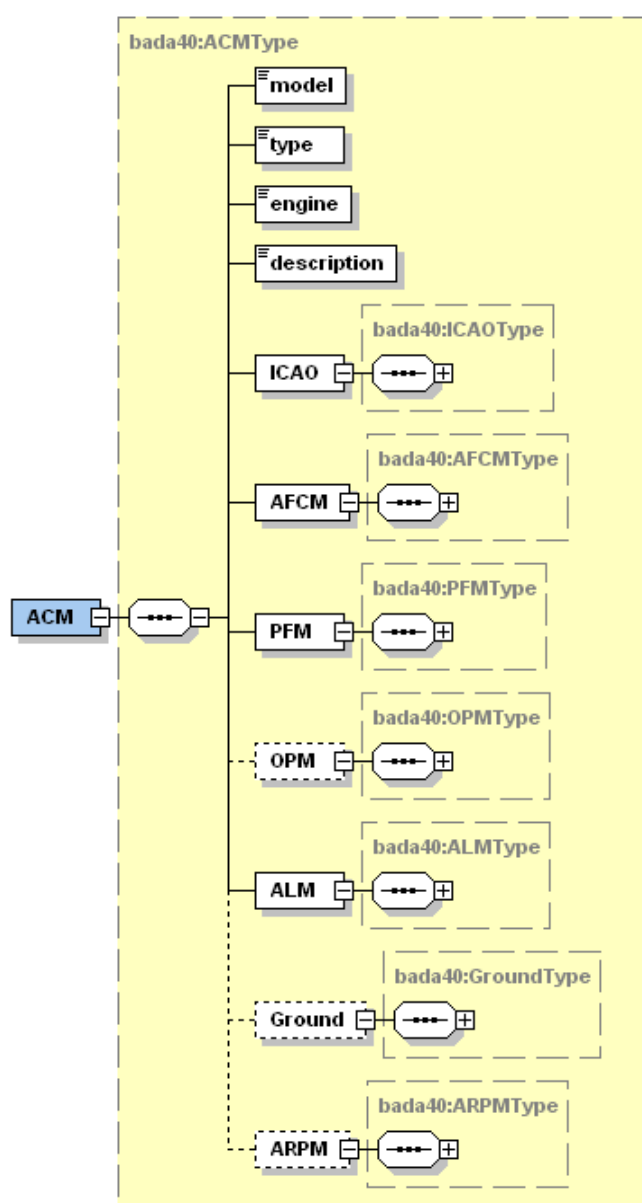 bada40:ACMType
model
type
engine
description
bada40:ICAOType
ICAO
bada40:AFCMType
AFCM
bada40:PFMType
ACM
PFM
bada40:OPMType
OPM
bada40:ALMType
ALM
bada40:GroundType
Ground
bada40:ARPMType
ARPM